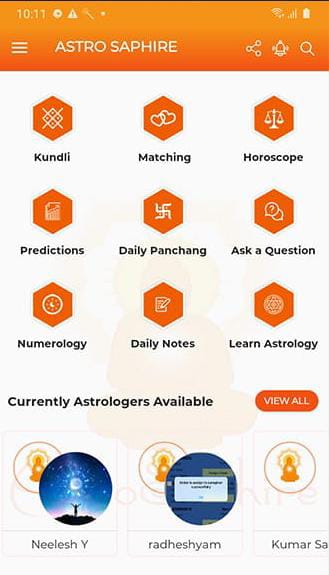 10:11
ASTRO SAPHIRE
Kundli Matching Horoscope
Predictions Daily Panchang Ask a Question
Numerology Daily Notes Learn Astrology
Currently Astrologers Available VIEW ALL
Neelesh Y radheshyam Kumar Sa